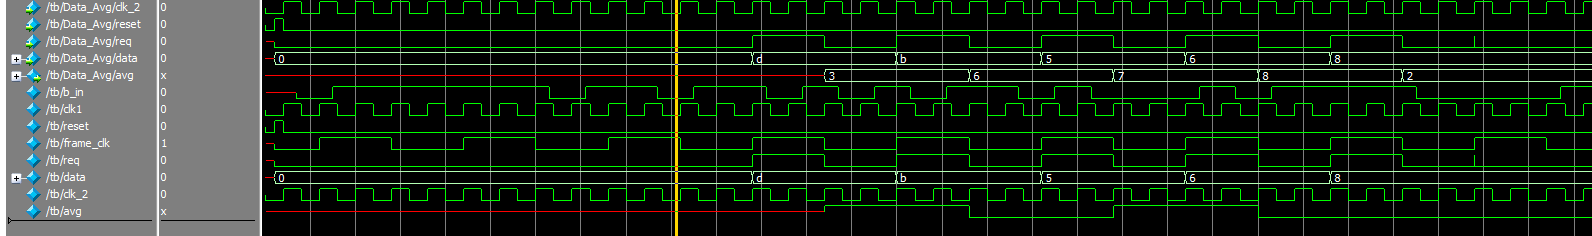 /tb/Data_Avg/clk_2 0
/tb/Data_Avg/reset 0
/tb/Data_Avg/req 0
/tb/Data_Avg/data 0 0 d b 5 6 8
/tb/Data_Avg/avg x 3 6 7 8 2
/tb/b_in 0
/tb/clk1 0
/tb/reset 0
/tb/frame_clk 1
/tb/req 0
/tb/data 0 0 d b 5 6 8
/tb/clk_2 0
/tb/avg x